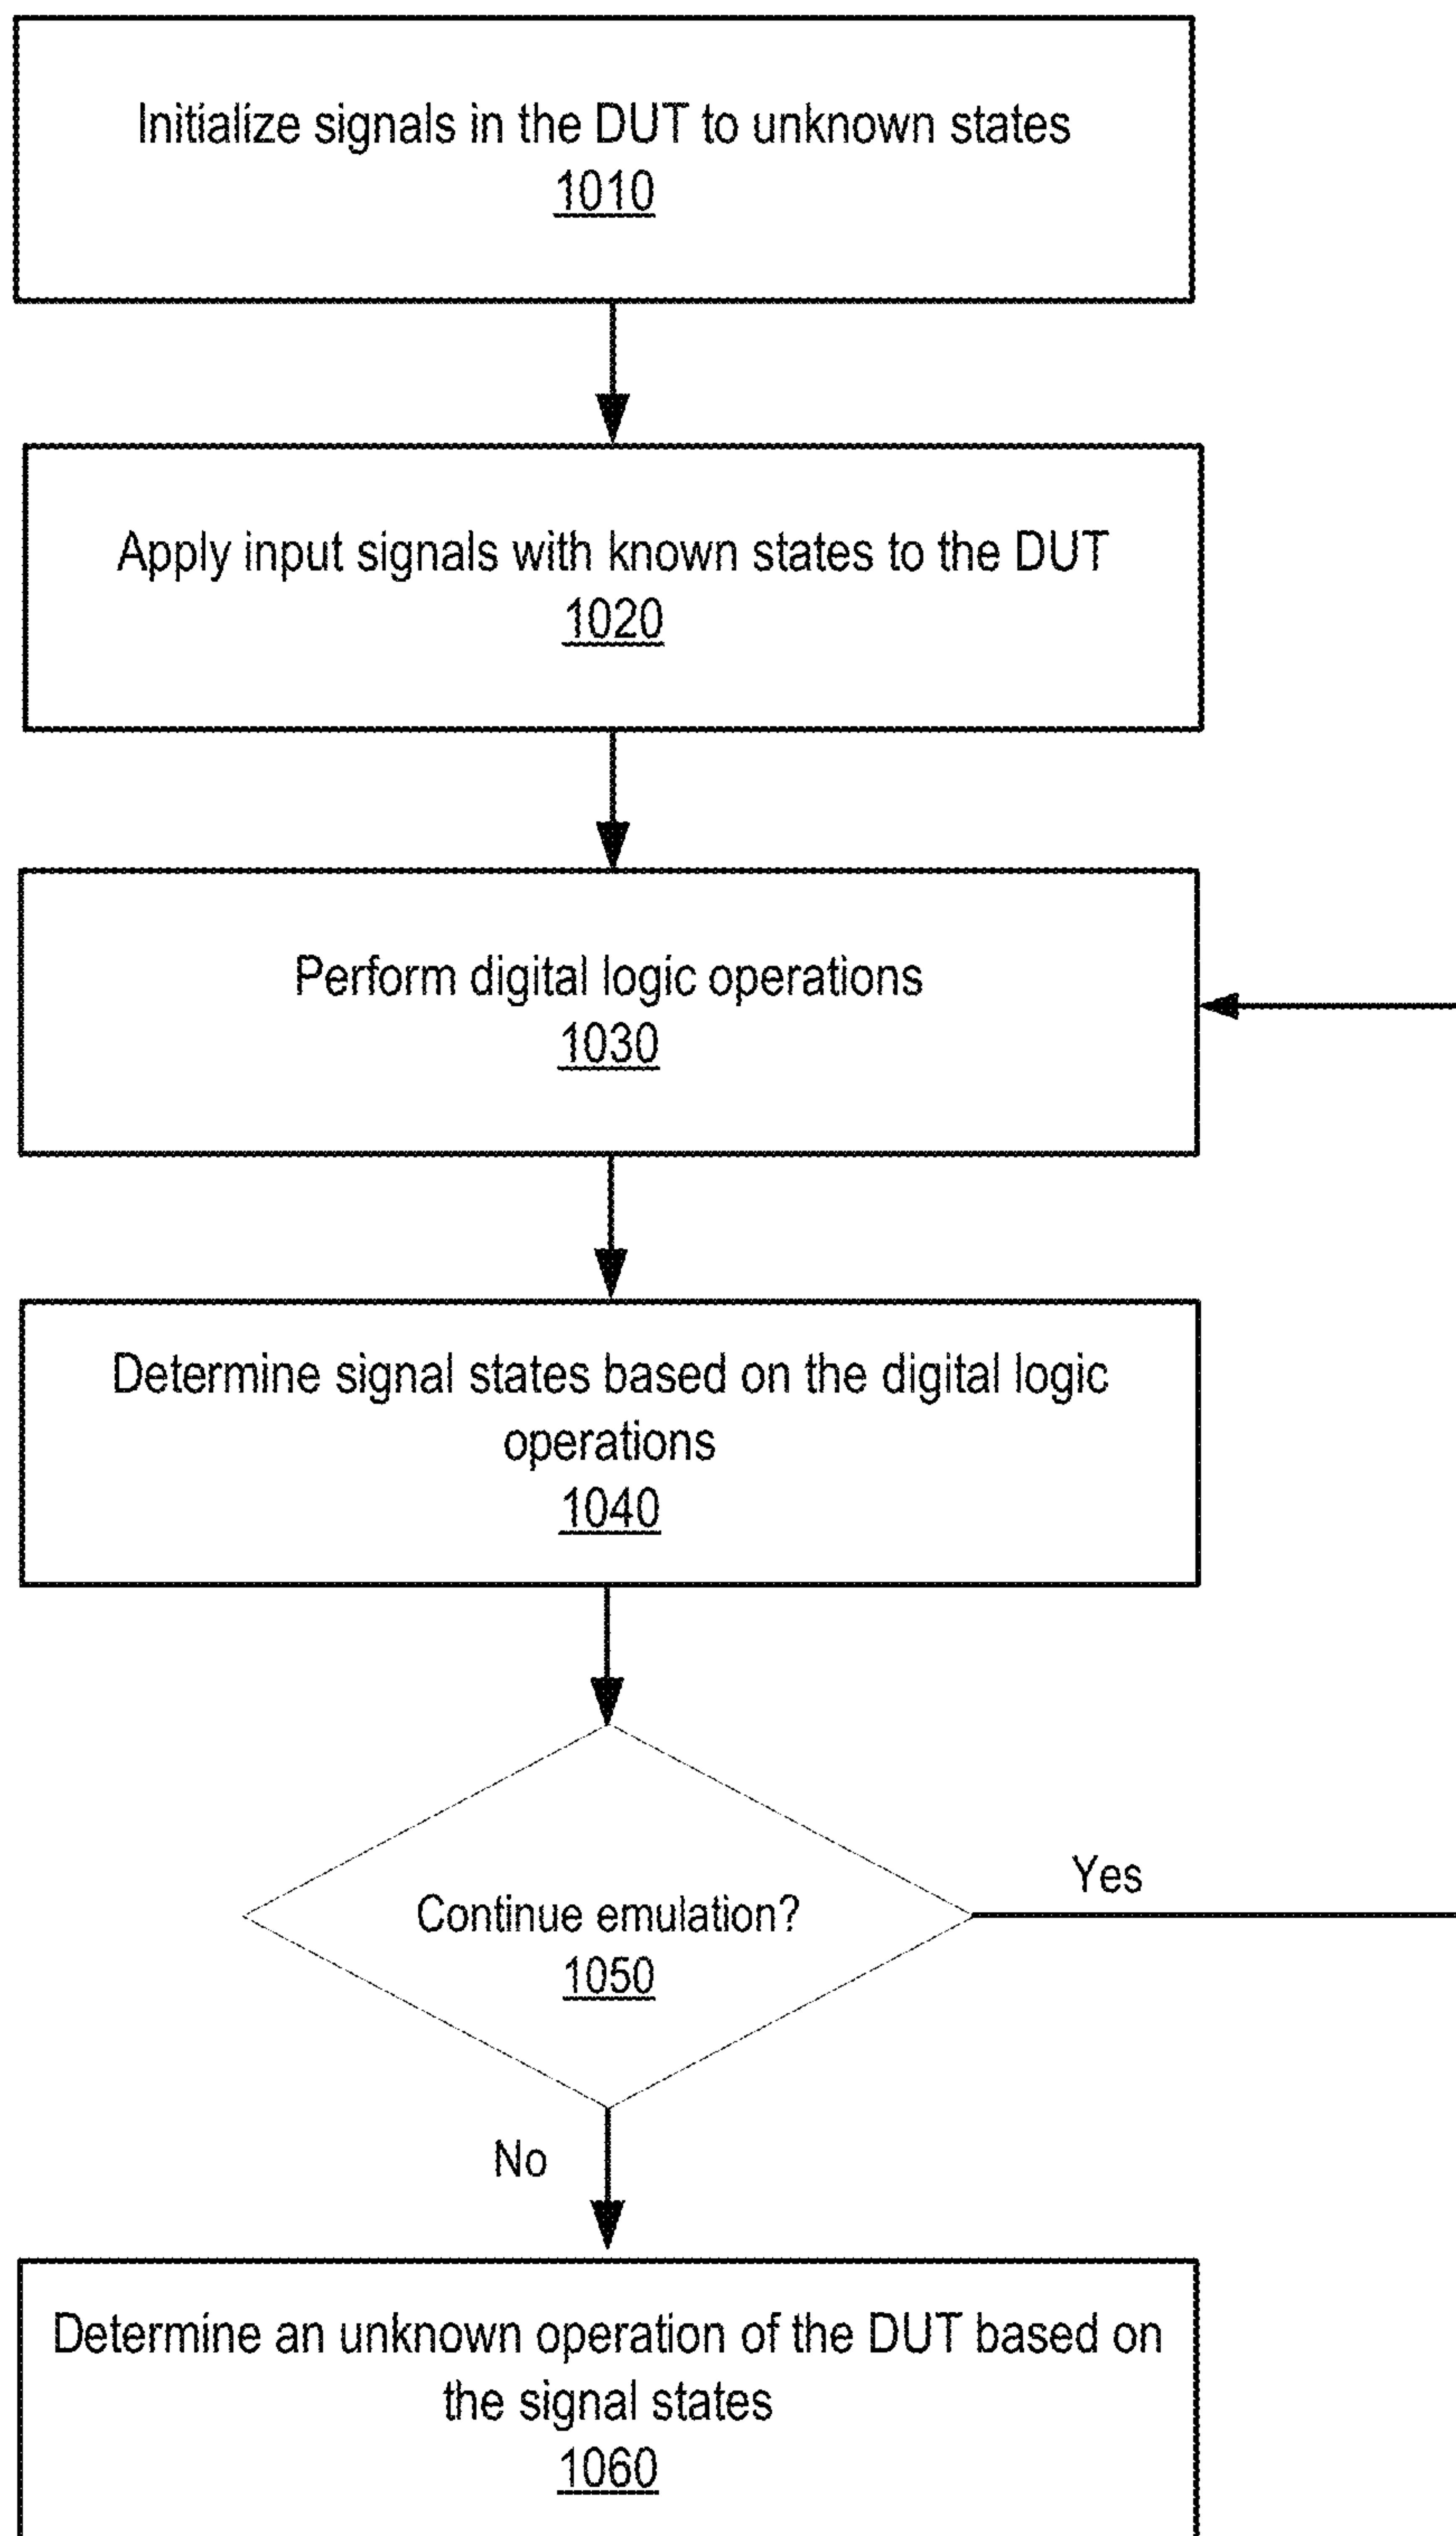 Initialize signals in the DUT to unknown states
1010
Apply input signals with known states to the DUT
1020
Perform digital logic operations
1030
Determine signal states based on the digital logic
operations
1040
Continue emulation?
1050
Yes
No
Determine an unknown operation of the DUT based on
the signal states
1060